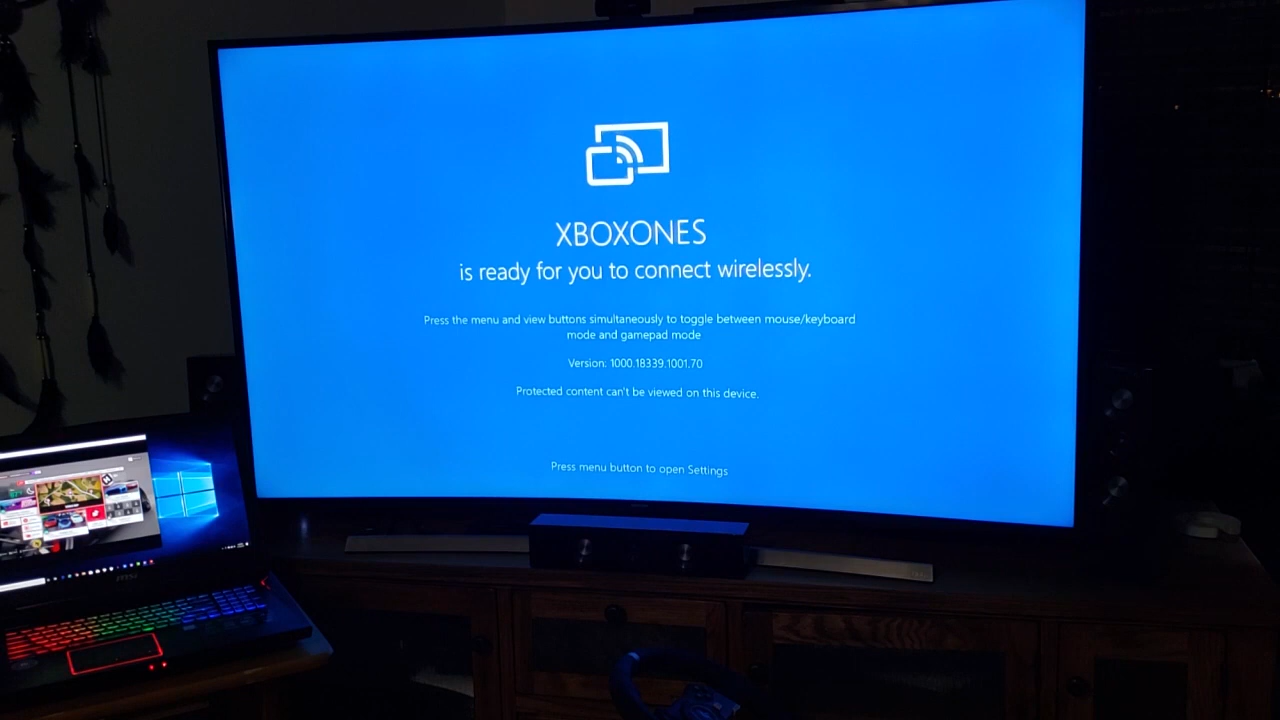 XBOXONES
is ready for you to connect wirelessly.
Press the menu and view buttons simultaneously to toggle between mouse/keyboard
mode and gamepad mode
Version: 1000.18339.1001.70
Protected content can't be viewed on this device.
Press menu button to open Settings
msi